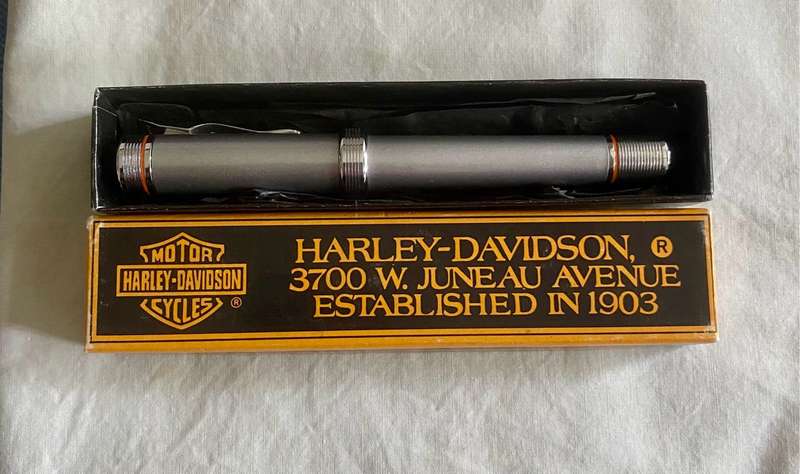 MOTOR
HARLEY-DAVIDSON
CYCLES®
HARLEY-DAVIDSON, ®
3700 W. JUNEAU AVENUE
ESTABLISHED IN 1903